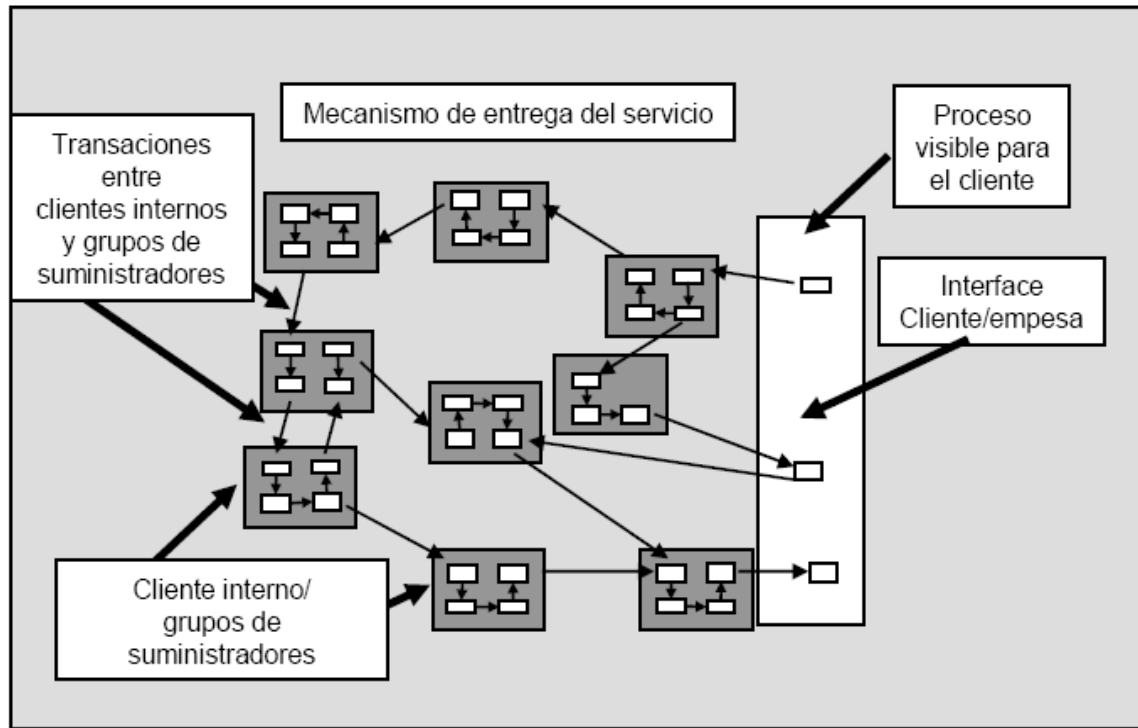 Mecanismo de entrega del servicio
Transaciones
entre
clientes internos
y grupos de
suministradores
Proceso
visible para
el cliente
Interface
Cliente/empesa
Cliente interno/
grupos de
suministradores